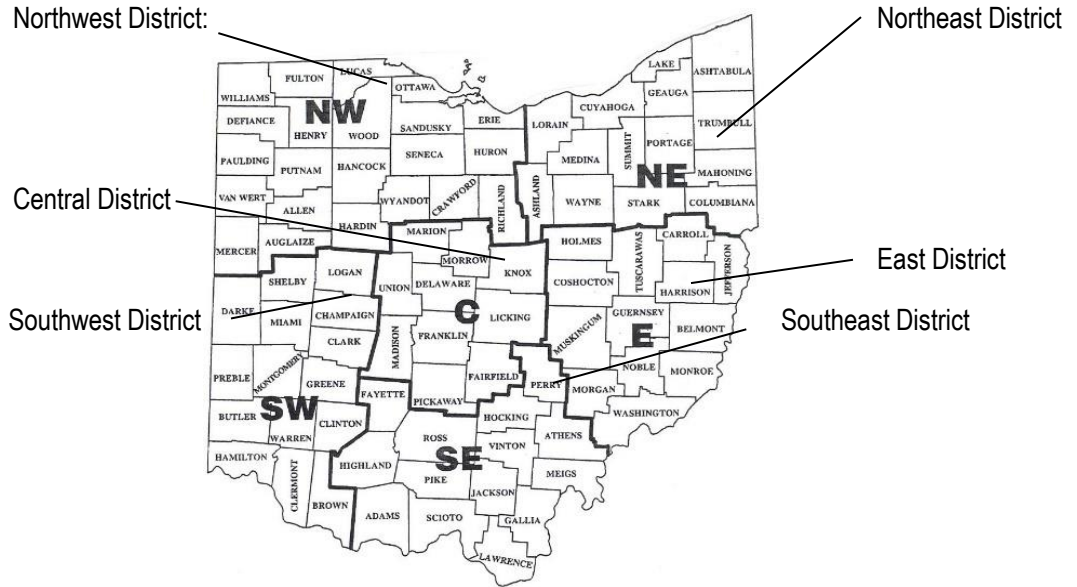 Northwest District:
Northeast District
LAKE
ASHTABULA
LUCAS
FULTON
OTTAWA
GEAUGA
WILLIAMS
NW
CUYAHOGA
DEFIANCE
HENRY
WOOD
SANDUSKY
ERIE
LORAIN
TRUMBULL
SUMMIT
PORTAGE
PAULDING
PUTNAM
HANCOCK
SENECA
HURON
MEDINA
NE
MAHONING
Central District
VAN WERT
ALLEN
WYANDOT
CRAWFORD
RICHLAND
ASHLAND
WAYNE
STARK
COLUMBIANA
HARDIN
MERCER
AUGLAIZE
MARION
MORROW
KNOX
HOLMES
TUSCARAWAS
CARROLL
JEFFERSON
East District
SHELBY
LOGAN
UNION
DELAWARE
COSHOCTON
HARRISON
Southwest District
DARKE
MIAMI
CHAMPAIGN
C
LICKING
GUERNSEY
Southeast District
CLARK
MADISON
FRANKLIN
MUSKINGUM
E
BELMONT
PREBLE
MONTGOMERY
GREENE
FAIRFIELD
PERRY
NOBLE
MONROE
FAYETTE
PICKAWAY
MORGAN
BUTLER
SW
WARREN
CLINTON
HOCKING
WASHINGTON
ROSS
SE
VINTON
ATHENS
HAMILTON
CLERMONT
HIGHLAND
PIKE
MEIGS
JACKSON
BROWN
ADAMS
SCIOTO
GALLIA
LAWRENCE